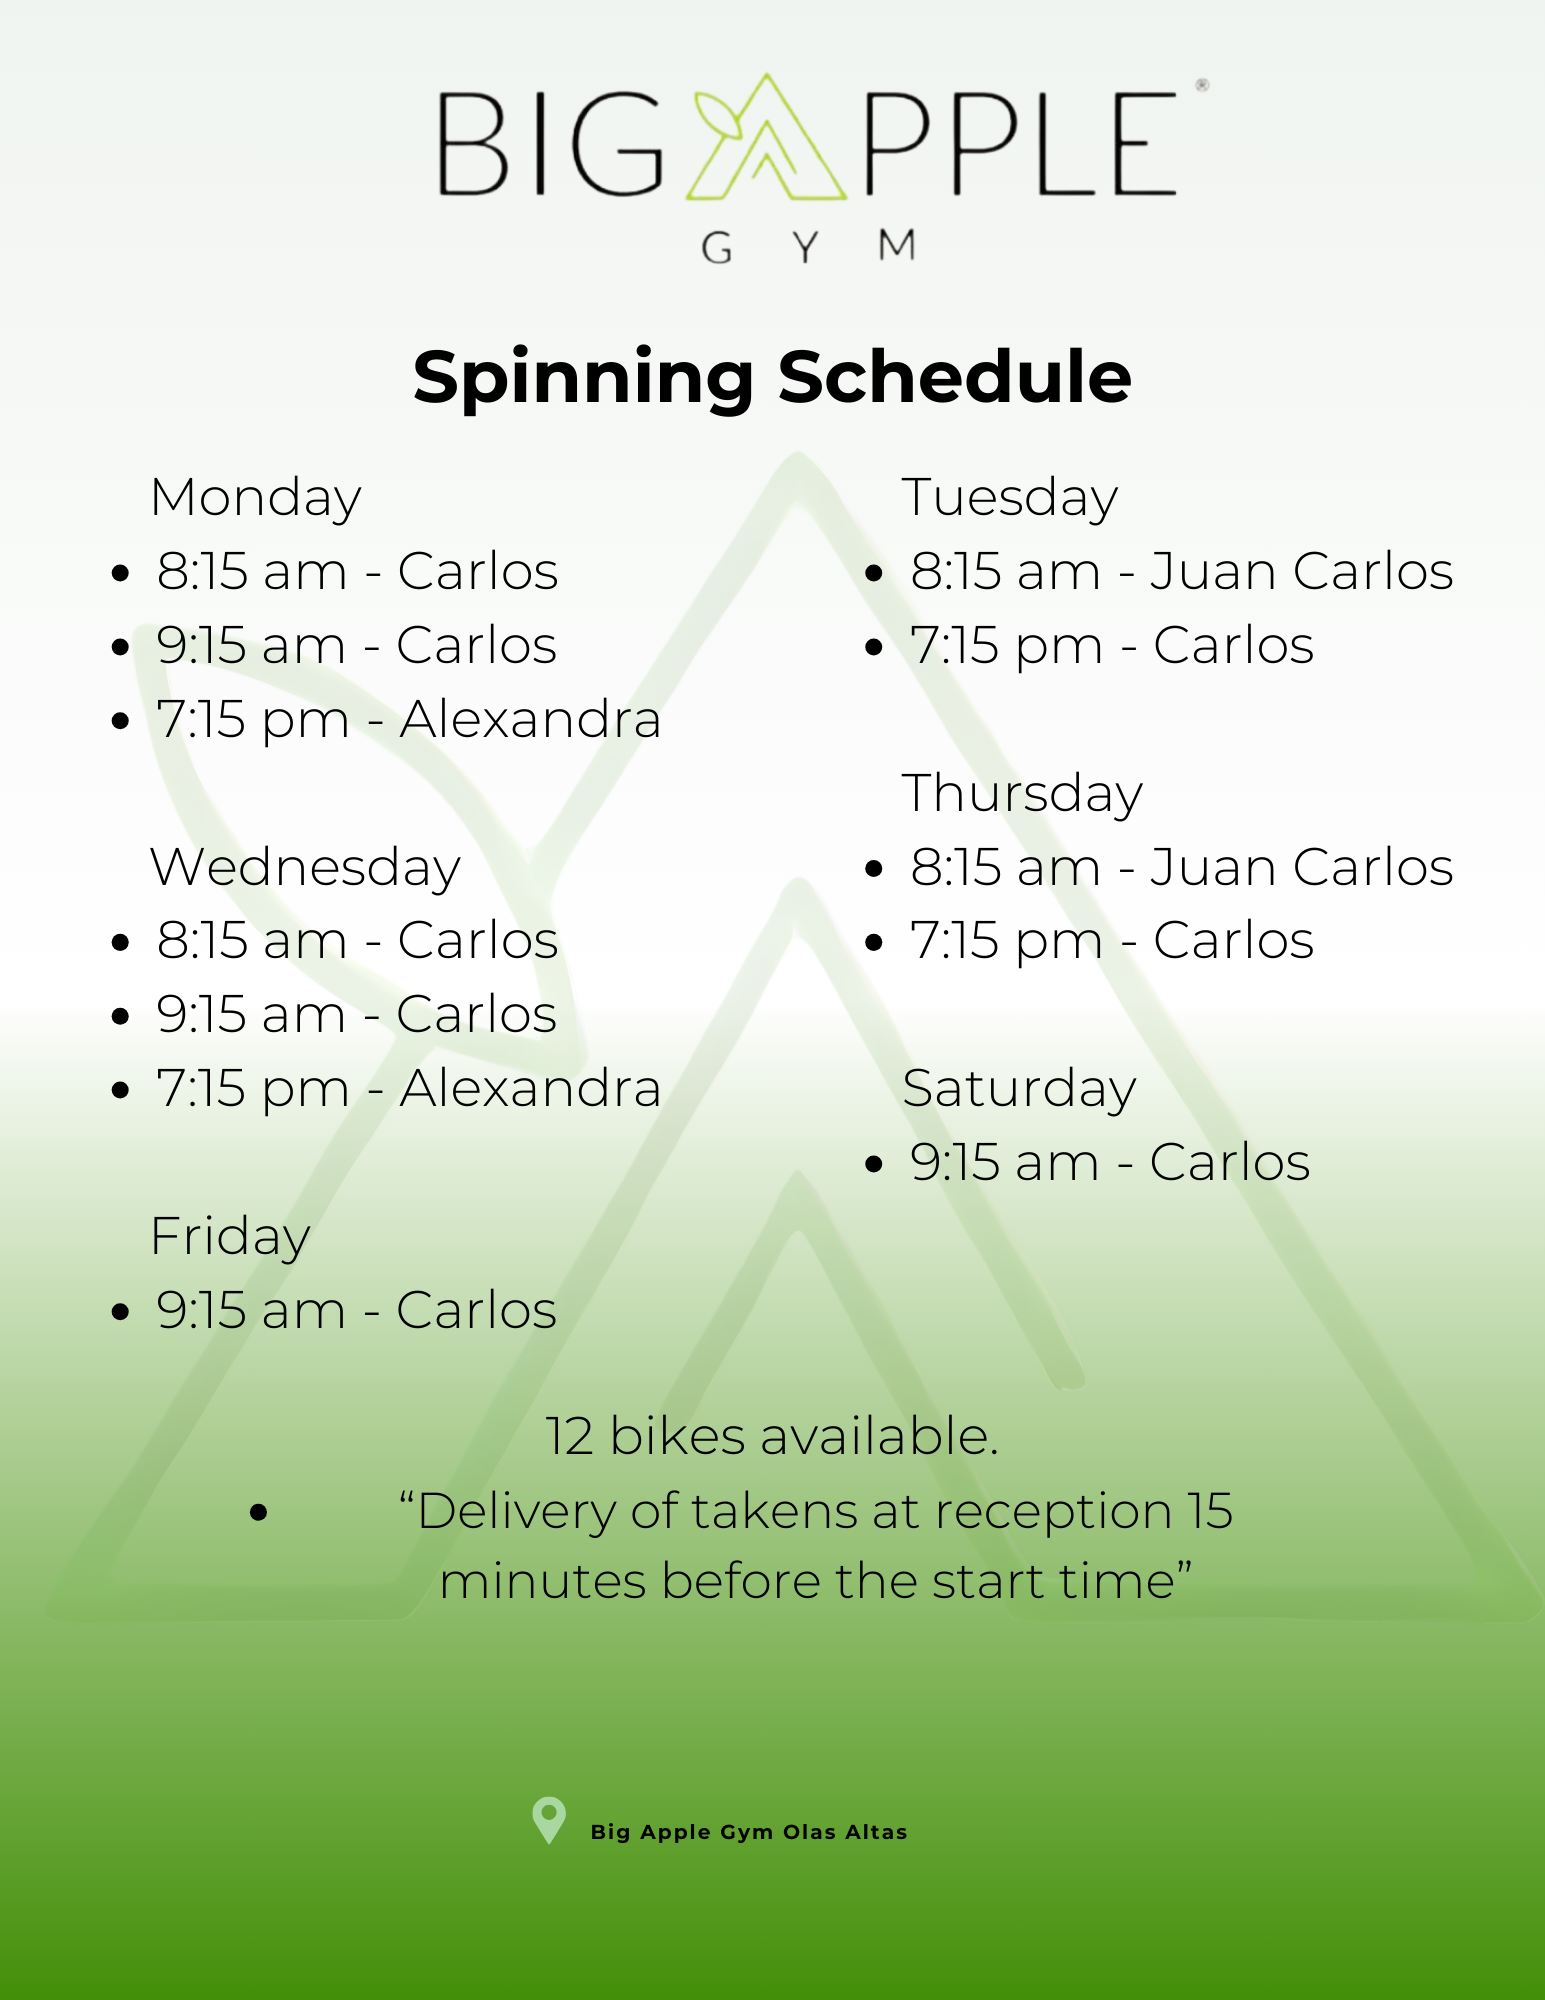 BIG APPLE ®
GYM
Spinning Schedule
Monday
• 8:15 am - Carlos
• 9:15 am - Carlos
• 7:15 pm - Alexandra
Wednesday
• 8:15 am - Carlos
• 9:15 am - Carlos
• 7:15 pm - Alexandra
Friday
• 9:15 am - Carlos
Tuesday
• 8:15 am - Juan Carlos
• 7:15 pm - Carlos
Thursday
• 8:15 am - Juan Carlos
• 7:15 pm - Carlos
Saturday
• 9:15 am - Carlos
12 bikes available.
• “Delivery of takens at reception 15
minutes before the start time”
Big Apple Gym Olas Altas